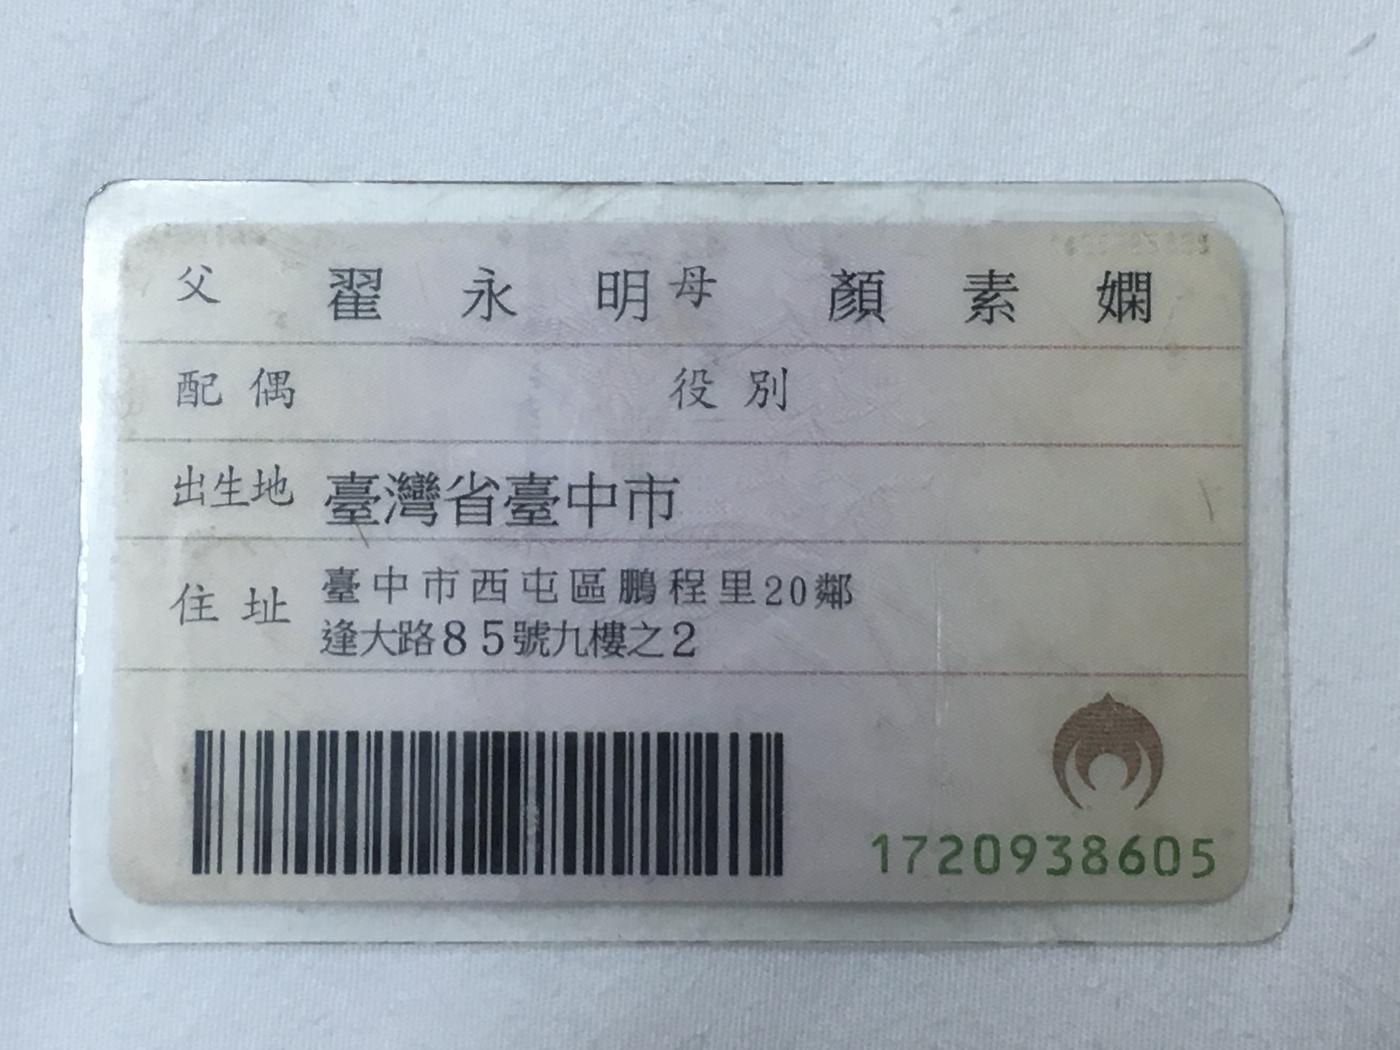 父 翟永明 母 顏素嫻
配偶 役別
出生地 臺灣省臺中市
住址 臺中市西屯區鵬程里20鄰
逢大路85號九樓之2
1720938605